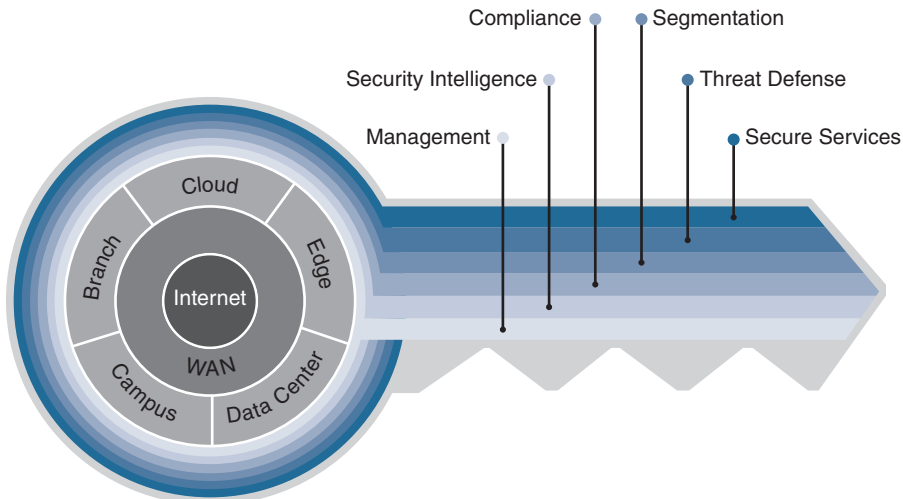 Compliance
Segmentation
Security Intelligence
Threat Defense
Management
Secure Services
Cloud
Branch
Edge
Internet
WAN
Campus
Data Center